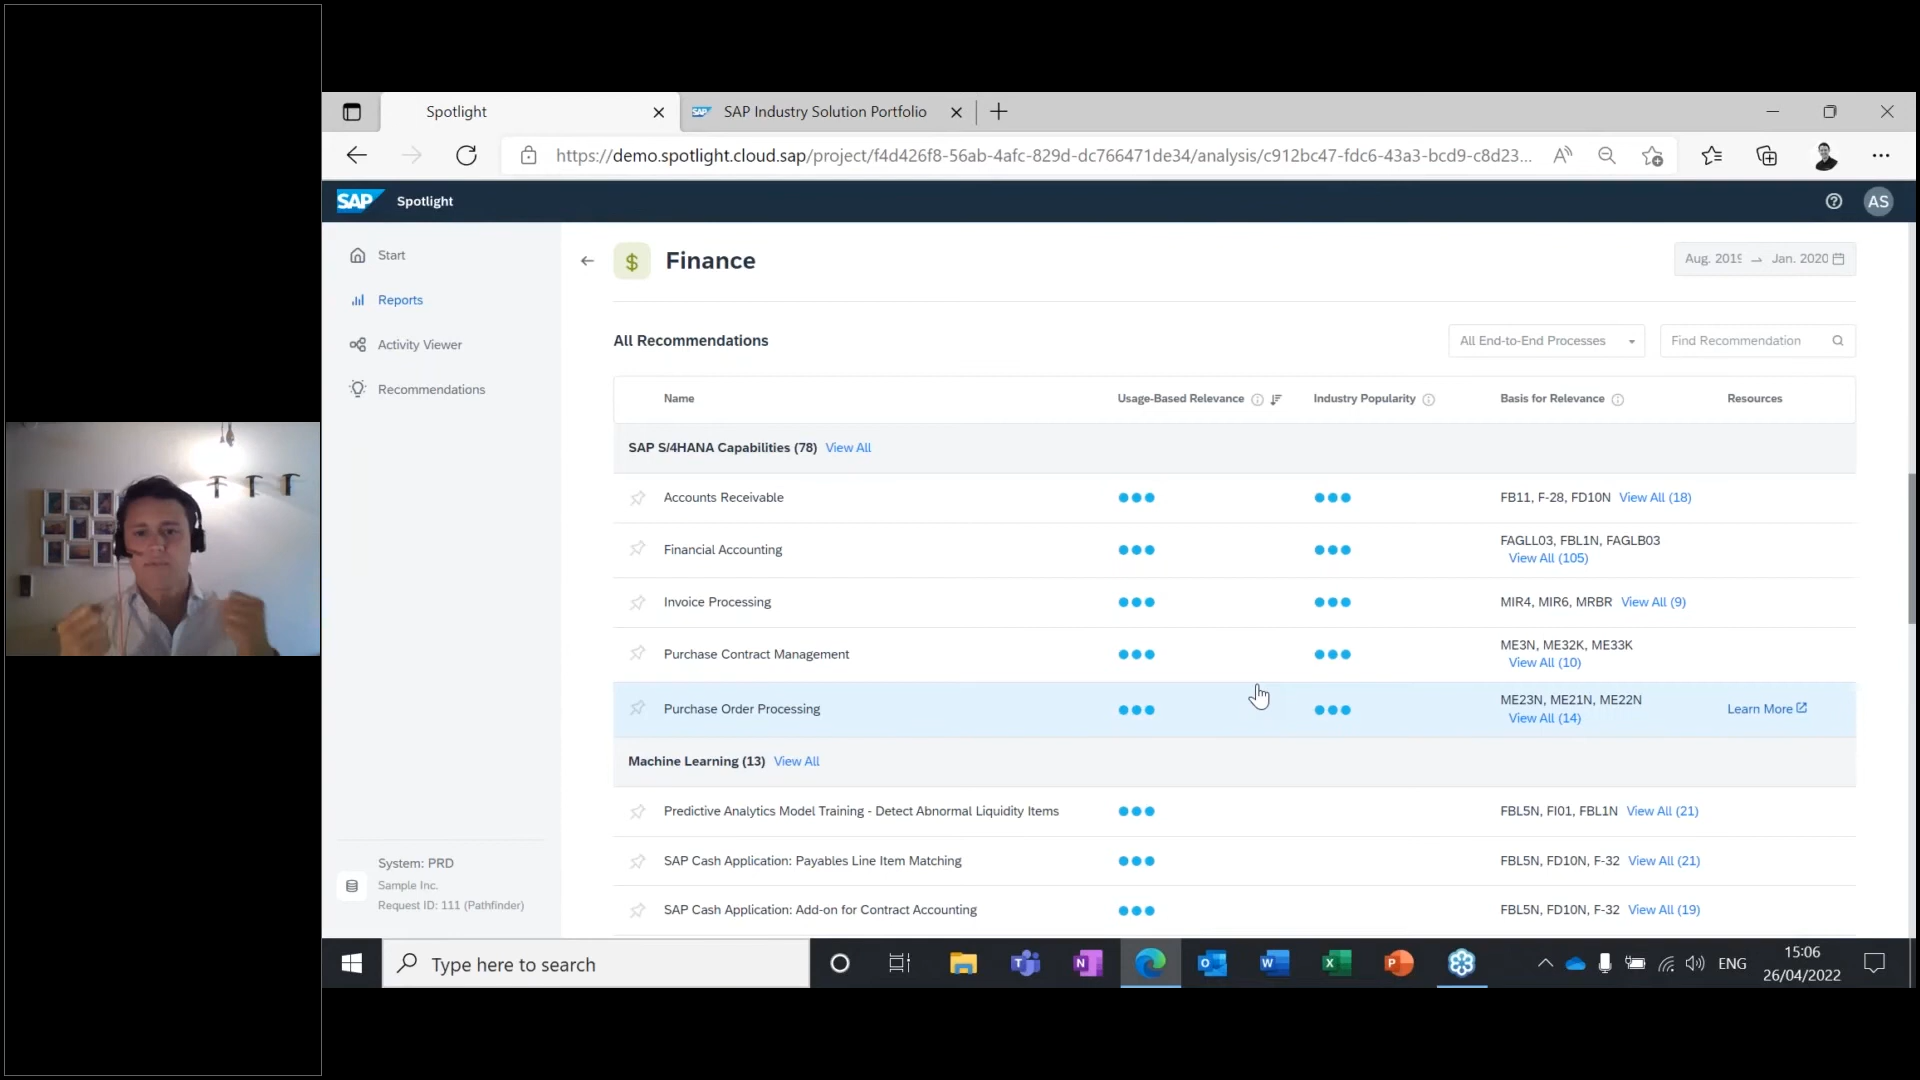 Spotlight
SAP SAP Industry Solution Portfolio
https://demo.spotlight.cloud.sap/project/f4d426f8-56ab-4afc-829d-dc766471de34/analysis/c912bc47-fdc6-43a3-bcd9-c8d23...
SAP Spotlight
AS
Start
Reports
Activity Viewer
Recommendations
$ Finance
Aug. 2019 → Jan. 2020
All Recommendations
All End-to-End Processes
Find Recommendation
Name Usage-Based Relevance Industry Popularity Basis for Relevance Resources
SAP S/4HANA Capabilities (78) View All
Accounts Receivable FB11, F-28, FD10N View All (18)
Financial Accounting FAGLL03, FBL1N, FAGLB03
View All (105)
Invoice Processing MIR4, MIR6, MRBR View All (9)
Purchase Contract Management ME3N, ME32K, ME33K
View All (10)
Purchase Order Processing ME23N, ME21N, ME22N Learn More
View All (14)
Machine Learning (13) View All
Predictive Analytics Model Training - Detect Abnormal Liquidity Items FBL5N, FI01, FBL1N View All (21)
SAP Cash Application: Payables Line Item Matching FBL5N, FD10N, F-32 View All (21)
SAP Cash Application: Add-on for Contract Accounting FBL5N, FD10N, F-32 View All (19)
System: PRD
Sample Inc.
Request ID: 111 (Pathfinder)
Type here to search
ENG
15:06
26/04/2022